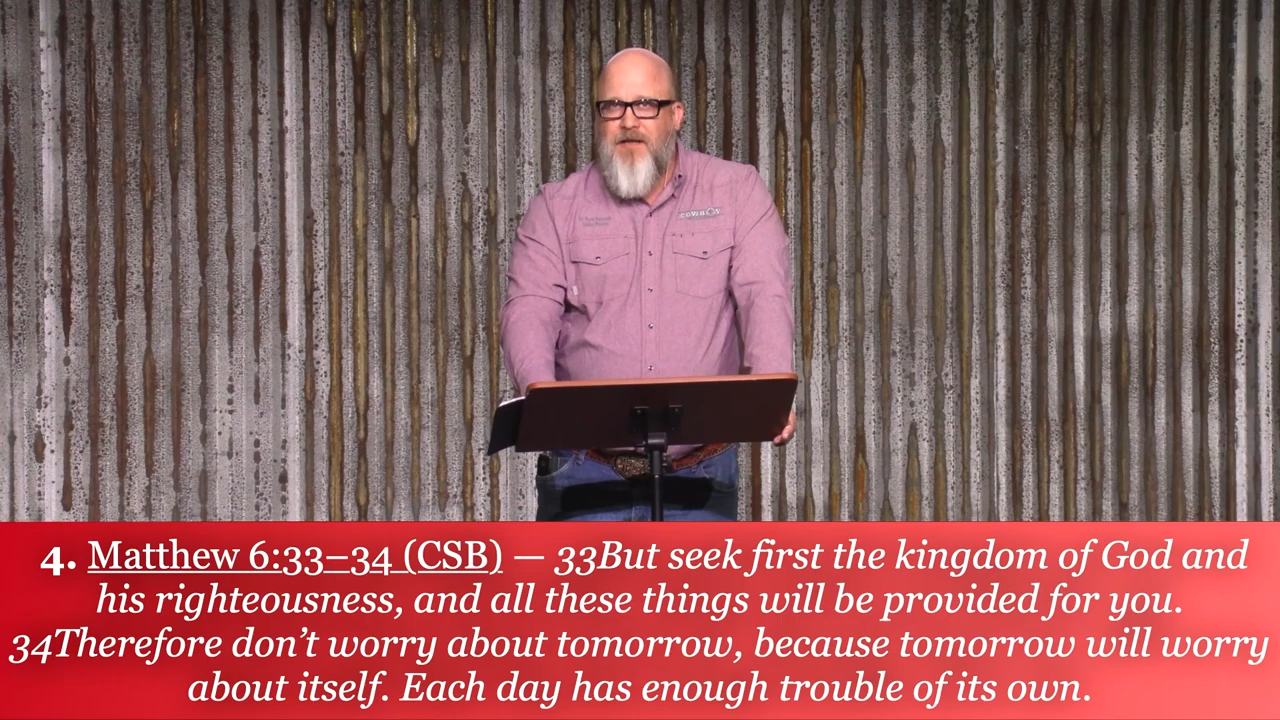 COWBOY
4. Matthew 6:33–34 (CSB) — 33But seek first the kingdom of God and
his righteousness, and all these things will be provided for you.
34Therefore don’t worry about tomorrow, because tomorrow will worry
about itself. Each day has enough trouble of its own.